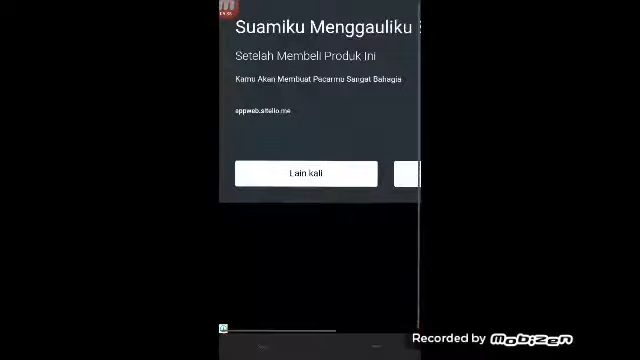 Suamiku Menggauliku
Setelah Membeli Produk Ini
Kamu Akan Membuat Pacarmu Sangat Bahagia
appweb.sitelio.me
Lain kali
Recorded by Mobizen